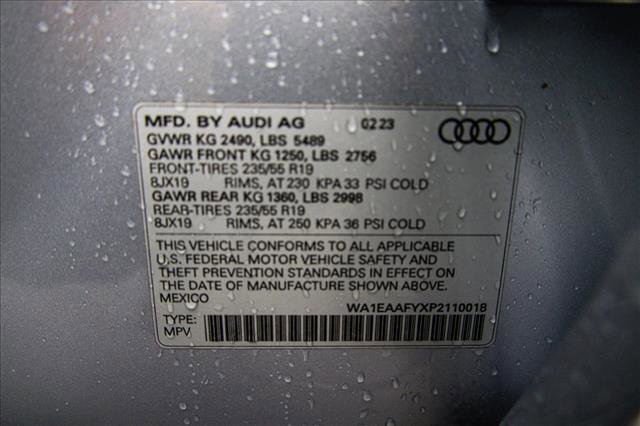 MFD. BY AUDI AG 02 23
GVWR KG 2490, LBS 5489
GAWR FRONT KG 1250, LBS 2756
FRONT-TIRES 235/55 R19
8JX19 RIMS, AT 230 KPA 33 PSI COLD
GAWR REAR KG 1360, LBS 2998
REAR-TIRES 235/55 R19
8JX19 RIMS, AT 250 KPA 36 PSI COLD
THIS VEHICLE CONFORMS TO ALL APPLICABLE
U.S. FEDERAL MOTOR VEHICLE SAFETY AND
THEFT PREVENTION STANDARDS IN EFFECT ON
THE DATE OF MANUFACTURE SHOWN ABOVE.
MEXICO
WA1EAAFYXP2110018
TYPE:
MPV